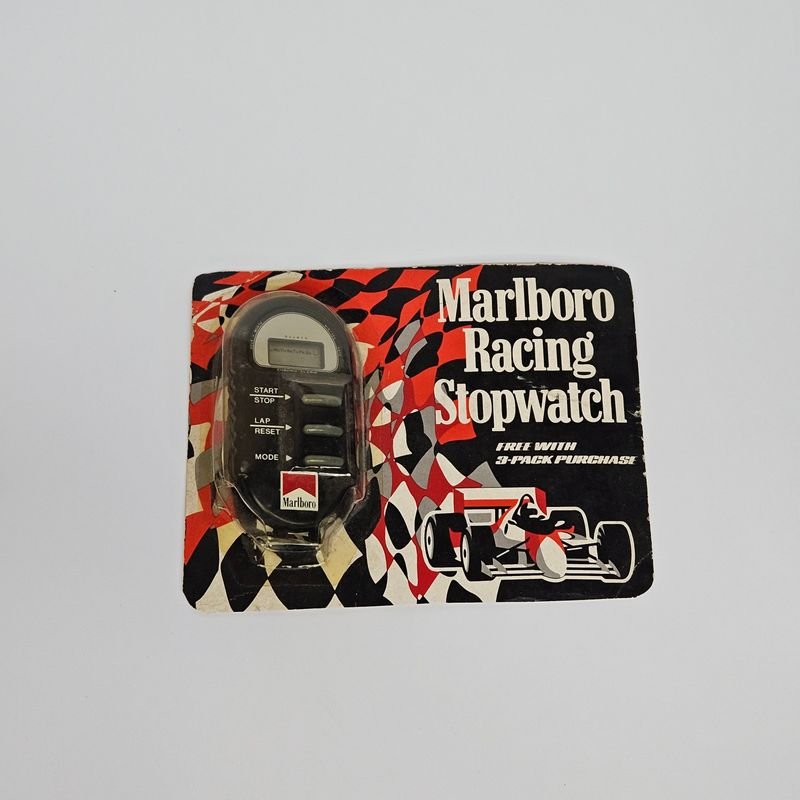 Marlboro
Racing
Stopwatch
FREE WITH
3-PACK PURCHASE
START
STOP
LAP
RESET
MODE
Marlboro